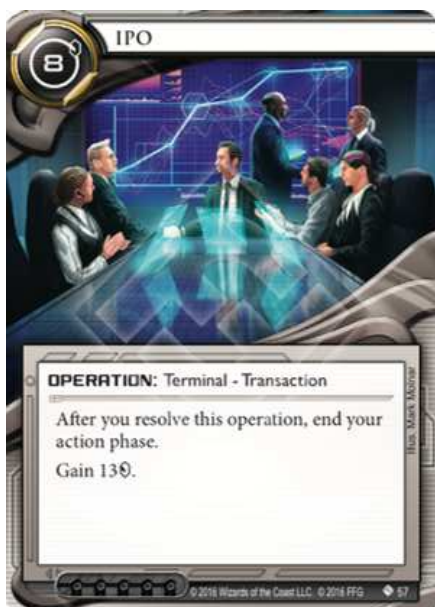 IPO
8
OPERATION: Terminal - Transaction
After you resolve this operation, end your
action phase.
Gain 13
Illus. Mark Molnar
© 2016 Wizards of the Coast LLC. © 2016 FFG
57